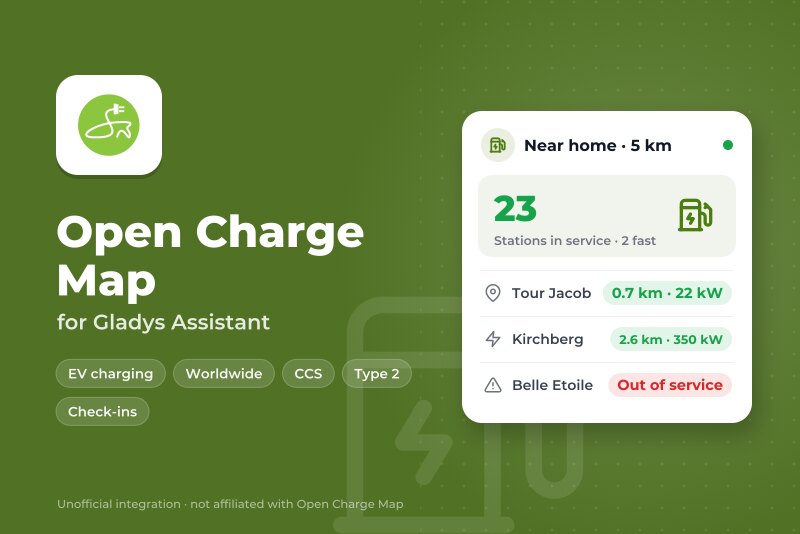 Open Charge
Map
for Gladys Assistant
EV charging
Worldwide
CCS
Type 2
Check-ins
Unofficial integration · not affiliated with Open Charge Map
Near home · 5 km
23
Stations in service · 2 fast
Tour Jacob
0.7 km · 22 kW
Kirchberg
2.6 km · 350 kW
Belle Etoile
Out of service